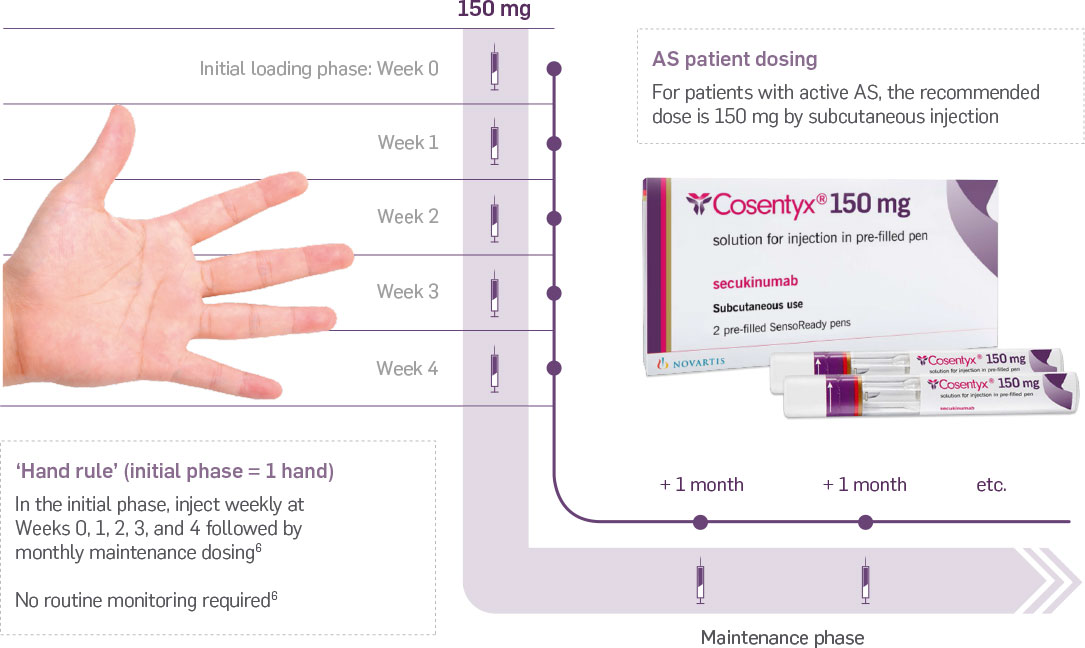 150 mg
Initial loading phase: Week 0
Week 1
Week 2
Week 3
Week 4
AS patient dosing
For patients with active AS, the recommended
dose is 150 mg by subcutaneous injection
Cosentyx® 150 mg
solution for injection in pre-filled pen
secukinumab
Subcutaneous use
2 pre-filled SensoReady pens
NOVARTIS
Cosentyx® 150 mg
solution for injection in pre-filled pen
Cosentyx® 150 mg
solution for injection in pre-filled pen
secukinumab
'Hand rule' (initial phase = 1 hand)
In the initial phase, inject weekly at
Weeks 0, 1, 2, 3, and 4 followed by
monthly maintenance dosing⁶
No routine monitoring required⁶
+ 1 month
+ 1 month
etc.
Maintenance phase